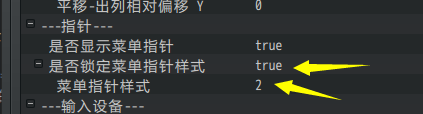 平移-出列相对偏移 Y 0
---指针---
是否显示菜单指针 true
是否锁定菜单指针样式 true
菜单指针样式 2
---输入设备---